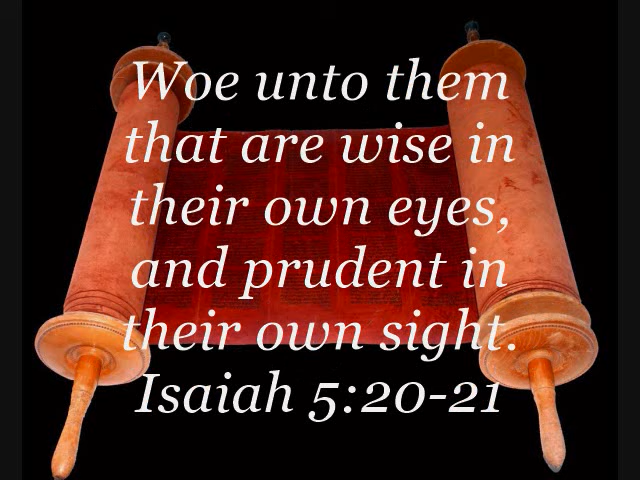 Woe unto them
that are wise in
their own eyes,
and prudent in
their own sight.
Isaiah 5:20-21